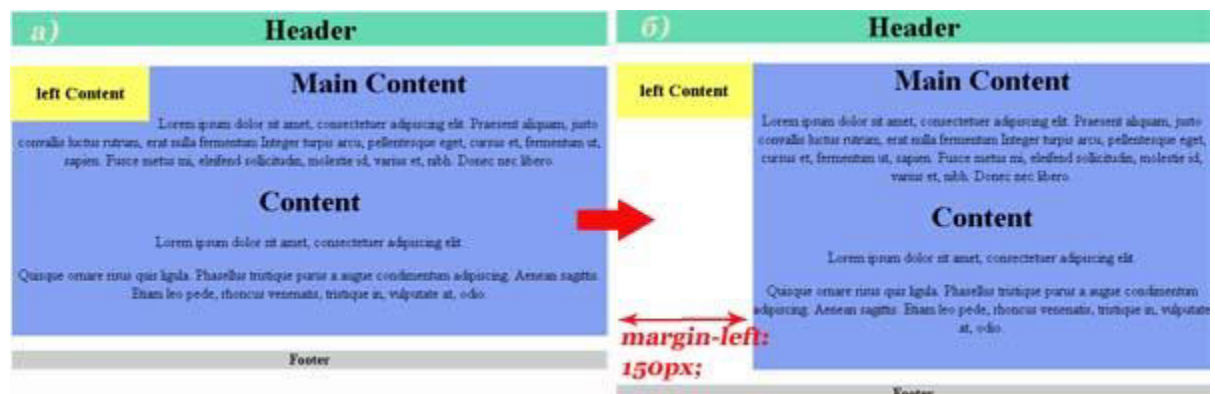 а)
Header
left Content
Main Content
Lorem ipsum dolor sit amet, consectetuer adipiscing elit. Praesent aliquam, justo
convallis luctus rutrum, erat nulla fermentum Integer turpis arcu, pellentesque eget, cursus et, fermentum ut,
sapien. Fusce metus mi, eleifend sollicitudin, molestie id, varius et, nibh. Donec nec libero.
Content
Lorem ipsum dolor sit amet, consectetuer adipiscing elit
Quisque ornare risus quis ligula. Phasellus tristique purus a augue condimentum adipiscing. Aenean sagittis.
Etiam leo pede, rhoncus venenatis, tristique in, vulputate at, odio.
Footer
б)
Header
left Content
Main Content
Lorem ipsum dolor sit amet, consectetuer adipiscing elit. Praesent aliquam, justo
convallis luctus rutrum, erat nulla fermentum Integer turpis arcu, pellentesque eget,
cursus et, fermentum ut, sapien. Fusce metus mi, eleifend sollicitudin, molestie id,
varius et, nibh. Donec nec libero.
Content
Lorem ipsum dolor sit amet, consectetuer adipiscing elit
Quisque ornare risus quis ligula. Phasellus tristique purus a augue condimentum
adipiscing. Aenean sagittis. Etiam leo pede, rhoncus venenatis, tristique in, vulputate
at, odio.
margin-left:
150px;
Footer